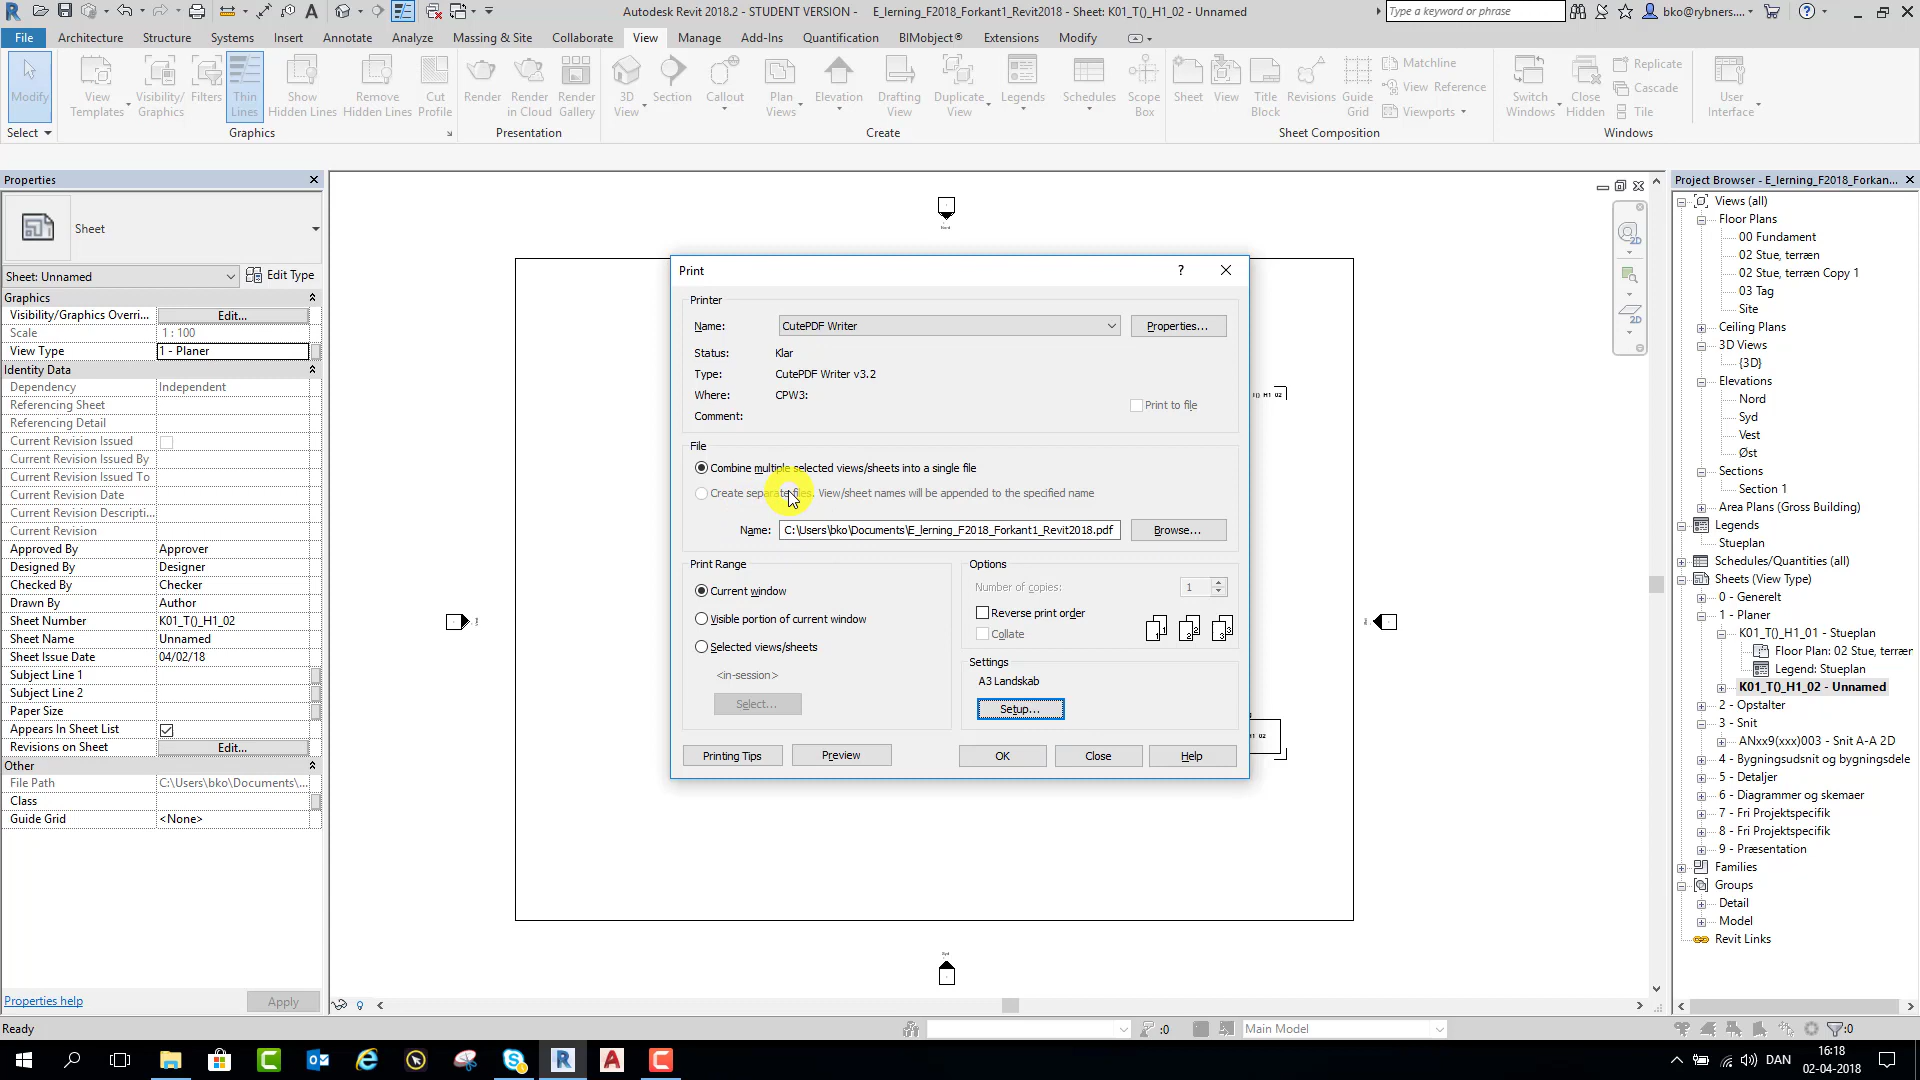 Autodesk Revit 2018.2 - STUDENT VERSION - E_lerning_F2018_Forkant1_Revit2018 - Sheet: K01_T()_H1_02 - Unnamed
Type a keyword or phrase
bko@rybners....
File Architecture Structure Systems Insert Annotate Analyze Massing & Site Collaborate View Manage Add-Ins Quantification BIMobject® Extensions Modify
Modify
View Templates
Visibility/ Graphics
Filters
Thin Lines
Show Hidden Lines
Remove Hidden Lines
Cut Profile
Render
Render in Cloud
Render Gallery
3D View
Section
Callout
Plan Views
Elevation
Drafting View
Duplicate View
Legends
Schedules
Scope Box
Sheet
View
Title Block
Revisions
Guide Grid
Matchline
View Reference
Viewports
Switch Windows
Close Hidden
Replicate
Cascade
Tile
User Interface
Select Graphics Presentation Create Sheet Composition Windows
Properties
Sheet
Sheet: Unnamed Edit Type
Graphics
Visibility/Graphics Overri... Edit...
Scale 1 : 100
View Type 1 - Planer
Identity Data
Dependency Independent
Referencing Sheet
Referencing Detail
Current Revision Issued
Current Revision Issued By
Current Revision Issued To
Current Revision Date
Current Revision Descripti...
Current Revision
Approved By Approver
Designed By Designer
Checked By Checker
Drawn By Author
Sheet Number K01_T()_H1_02
Sheet Name Unnamed
Sheet Issue Date 04/02/18
Subject Line 1
Subject Line 2
Paper Size
Appears In Sheet List
Revisions on Sheet Edit...
Other
File Path C:\Users\bko\Documents\...
Class
Guide Grid <None>
Properties help Apply
Nord
Syd
Print
Printer
Name: CutePDF Writer Properties...
Status: Klar
Type: CutePDF Writer v3.2
Where: CPW3:
Comment:
Print to file
File
Combine multiple selected views/sheets into a single file
Create separate files. View/sheet names will be appended to the specified name
Name: C:\Users\bko\Documents\E_lerning_F2018_Forkant1_Revit2018.pdf Browse...
Print Range
Current window
Visible portion of current window
Selected views/sheets
<in-session>
Select...
Options
Number of copies: 1
Reverse print order
Collate
1 1 2 2 3 3
Settings
A3 Landskab
Setup...
Printing Tips Preview OK Close Help
2D
2D
Project Browser - E_lerning_F2018_Forkan...
Views (all)
Floor Plans
00 Fundament
02 Stue, terræn
02 Stue, terræn Copy 1
03 Tag
Site
Ceiling Plans
3D Views
{3D}
Elevations
Nord
Syd
Vest
Øst
Sections
Section 1
Area Plans (Gross Building)
Legends
Stueplan
Schedules/Quantities (all)
Sheets (View Type)
0 - Generelt
1 - Planer
K01_T()_H1_01 - Stueplan
Floor Plan: 02 Stue, terræn
Legend: Stueplan
K01_T()_H1_02 - Unnamed
2 - Opstalter
3 - Snit
ANxx9(xxx)003 - Snit A-A 2D
4 - Bygningsudsnit og bygningsdele
5 - Detaljer
6 - Diagrammer og skemaer
7 - Fri Projektspecifik
8 - Fri Projektspecifik
9 - Præsentation
Families
Groups
Detail
Model
Revit Links
Ready :0 Main Model :0
DAN
16:18
02-04-2018